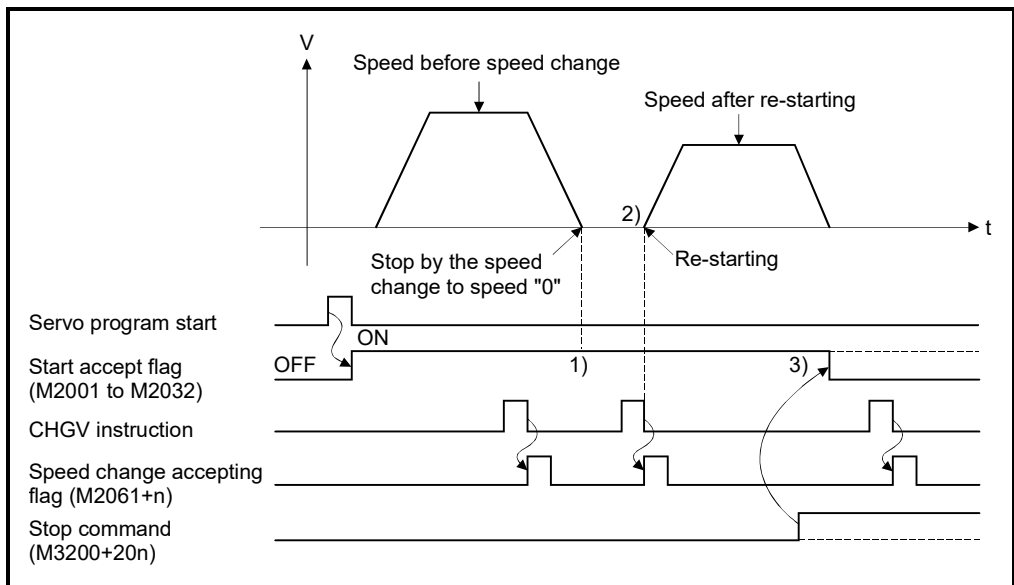 V
Speed before speed change
Speed after re-starting
2)
t
Stop by the speed
change to speed "0"
Re-starting
Servo program start
ON
Start accept flag
(M2001 to M2032)
OFF
1)
3)
CHGV instruction
Speed change accepting
flag (M2061+n)
Stop command
(M3200+20n)